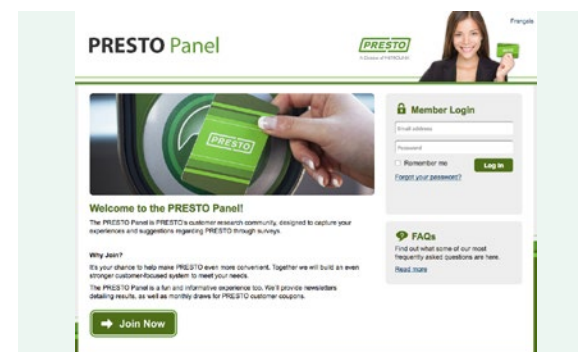 Français
PRESTO Panel
PRESTO
A Division of METROLINX
PRESTO
Member Login
Email address
Password
Remember me
Log in
Forgot your password?
Welcome to the PRESTO Panel!
The PRESTO Panel is PRESTO's customer research community, designed to capture your
experiences and suggestions regarding PRESTO through surveys.
Why Join?
It's your chance to help make PRESTO even more convenient. Together we will build an even
stronger customer-focused system to meet your needs.
The PRESTO Panel is a fun and informative experience too. We'll provide newsletters
detailing results, as well as monthly draws for PRESTO customer coupons.
Join Now
FAQs
Find out what some of our most
frequently asked questions are here.
Read more